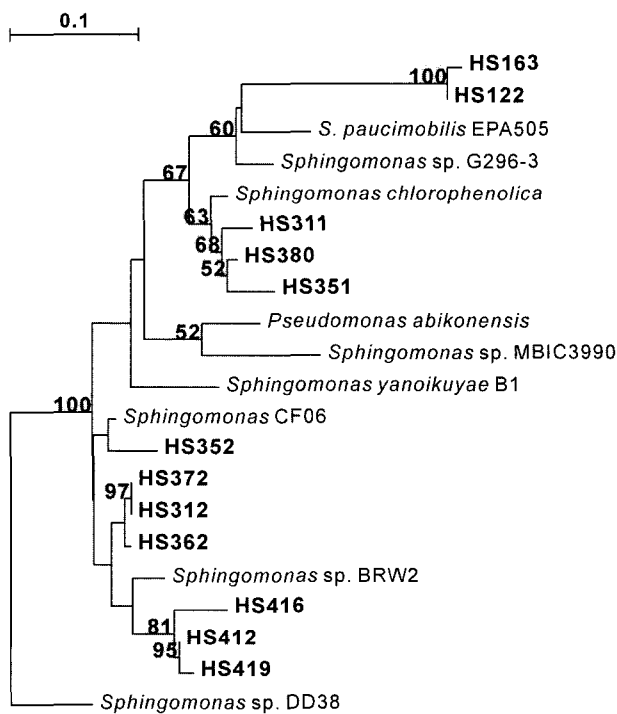 0.1
HS163
100
HS122
S. paucimobilis EPA505
60
Sphingomonas sp. G296-3
67
Sphingomonas chlorophenolica
63
HS311
68
HS380
52
HS351
Pseudomonas abikonensis
52
Sphingomonas sp. MBIC3990
Sphingomonas yanoikuyae B1
100
Sphingomonas CF06
HS352
HS372
97
HS312
HS362
Sphingomonas sp. BRW2
HS416
81
HS412
95
HS419
Sphingomonas sp. DD38